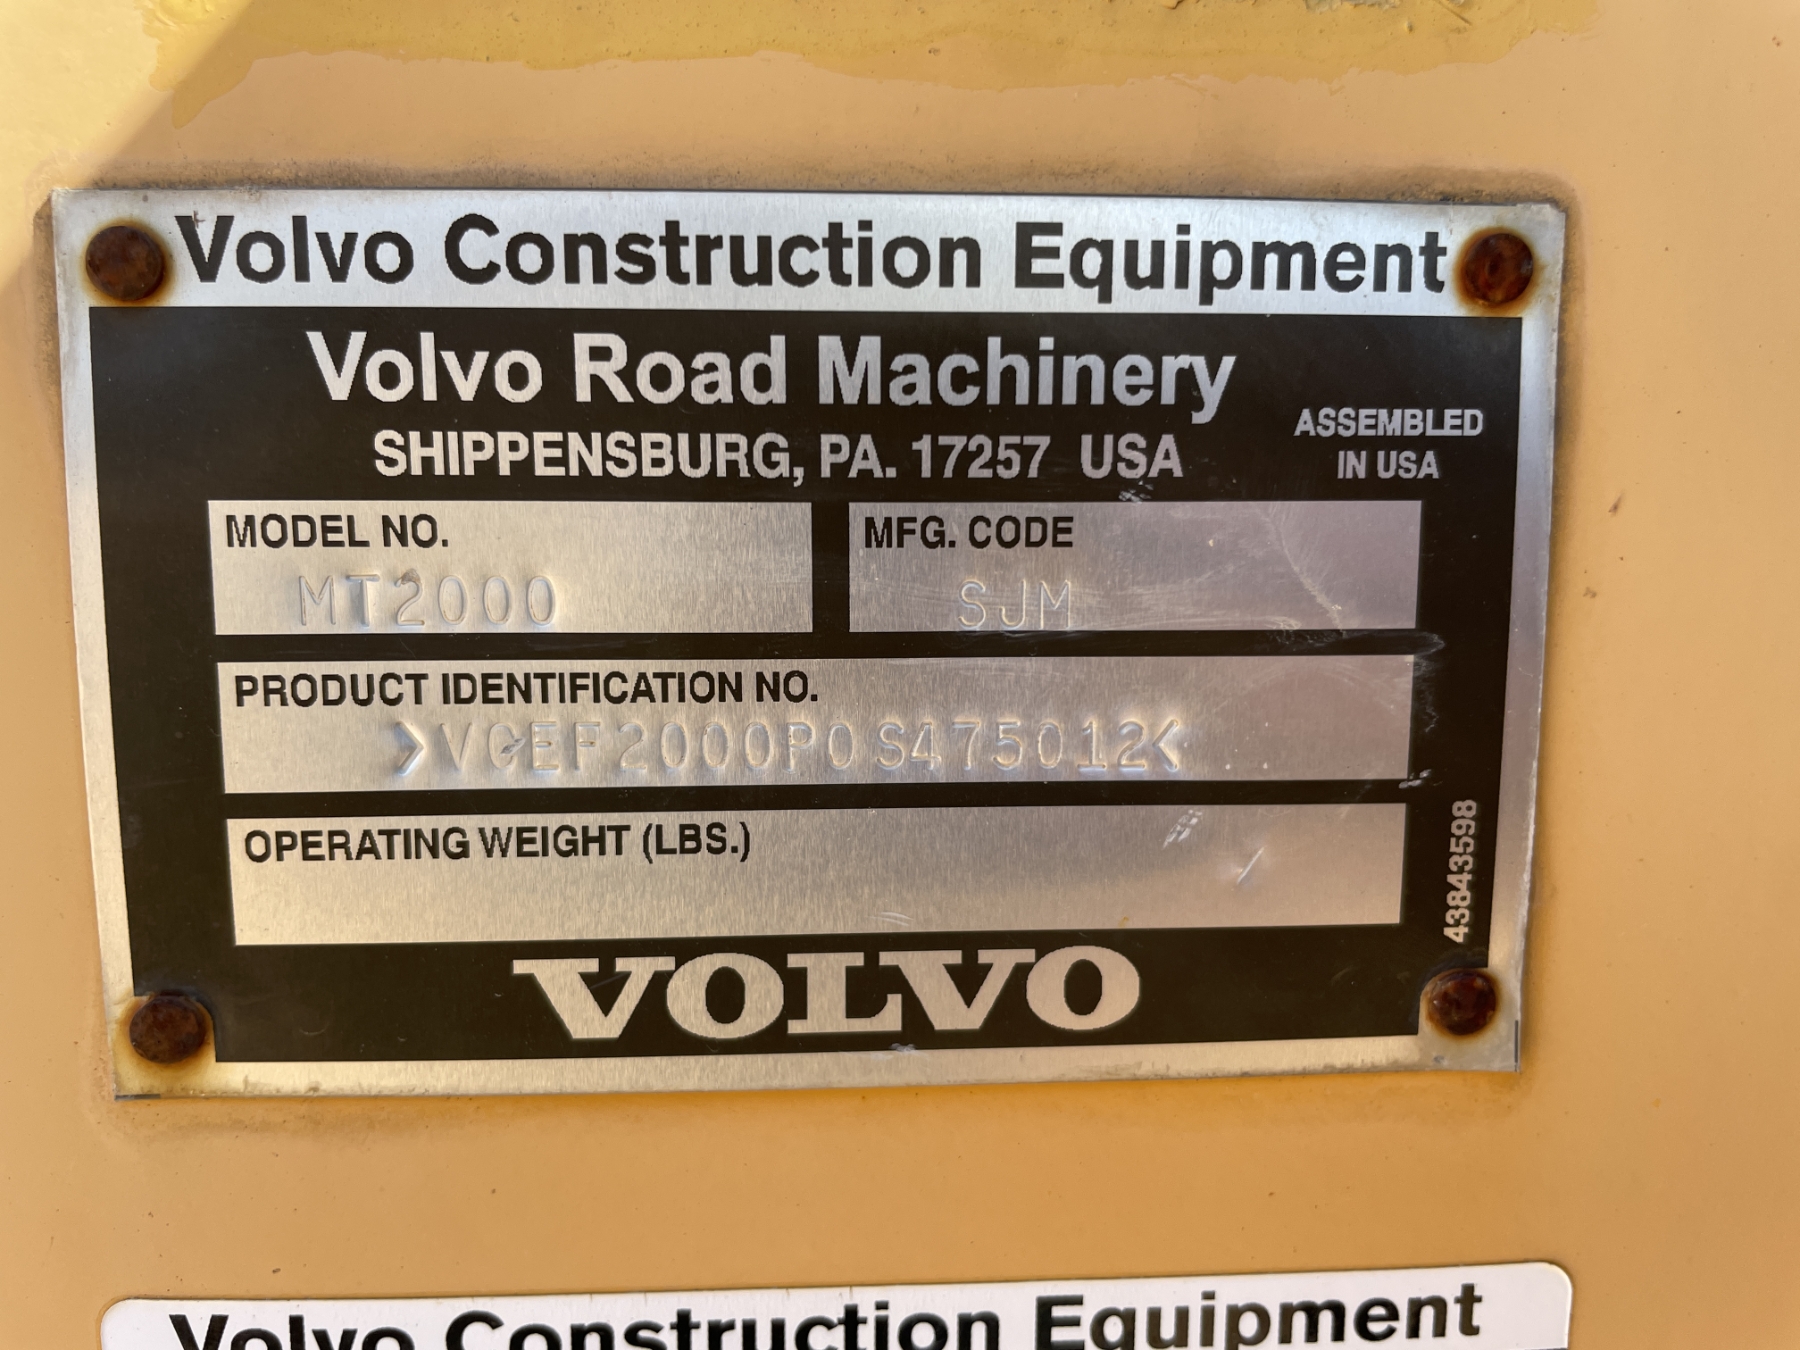 Volvo Construction Equipment
Volvo Road Machinery
SHIPPENSBURG, PA. 17257 USA
ASSEMBLED
IN USA
MODEL NO.
MT2000
MFG. CODE
SJM
PRODUCT IDENTIFICATION NO.
>VCEF2000P0S475012<
OPERATING WEIGHT (LBS.)
43843598
VOLVO
Volvo Construction Equipment